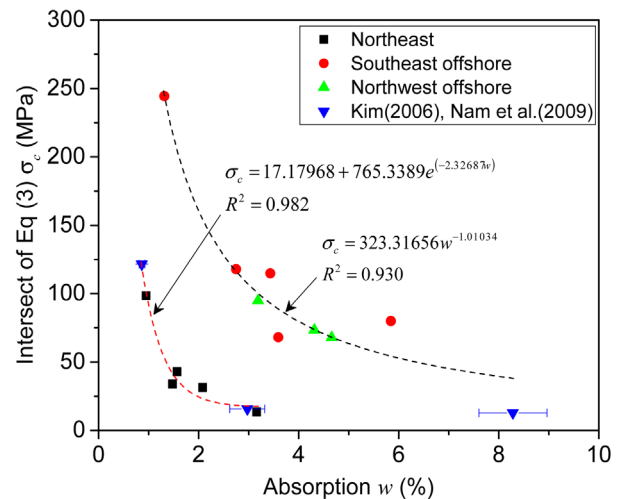 Northeast
Southeast offshore
Northwest offshore
Kim(2006), Nam et al.(2009)
300
250
200
150
100
50
0
Intersect of Eq (3) σc (MPa)
σc = 17.17968 + 765.3389e^(-2.32687w)
R² = 0.982
σc = 323.31656w^-1.01034
R² = 0.930
0 2 4 6 8 10
Absorption w (%)